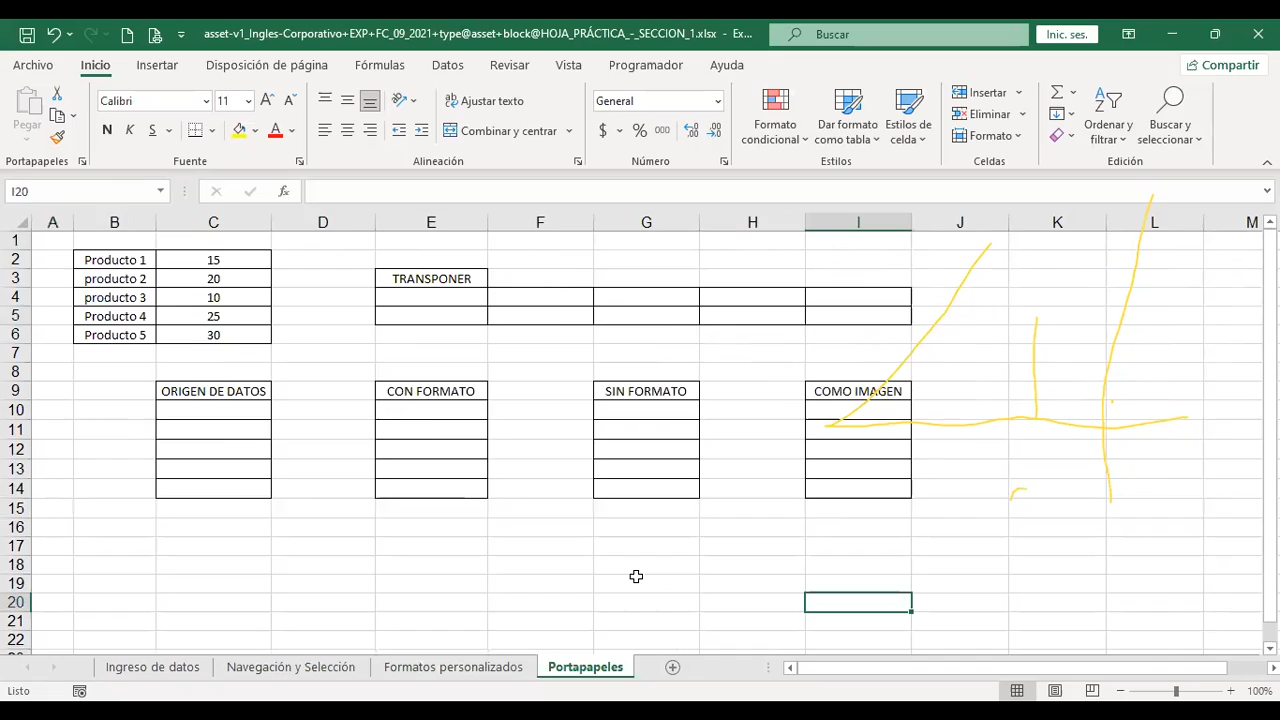 asset-v1_Ingles-Corporativo+EXP+FC_09_2021+type@asset+block@HOJA_PRÁCTICA_-_SECCION_1.xlsx - Ex...
Buscar
Inic. ses.
Archivo Inicio Insertar Disposición de página Fórmulas Datos Revisar Vista Programador Ayuda Compartir
Pegar
Calibri 11
Ajustar texto
General
Formato condicional
Dar formato como tabla
Estilos de celda
Insertar
Eliminar
Formato
Ordenar y filtrar
Buscar y seleccionar
N K S
Combinar y centrar
$ % 000
Portapapeles Fuente Alineación Número Estilos Celdas Edición
I20 fx
A B C D E F G H I J K L M
1
2 Producto 1 15
3 producto 2 20 TRANSPONER
4 producto 3 10
5 Producto 4 25
6 Producto 5 30
7
8
9 ORIGEN DE DATOS CON FORMATO SIN FORMATO COMO IMAGEN
10
11
12
13
14
15
16
17
18
19
20
21
22
Ingreso de datos Navegación y Selección Formatos personalizados Portapapeles
Listo 100%